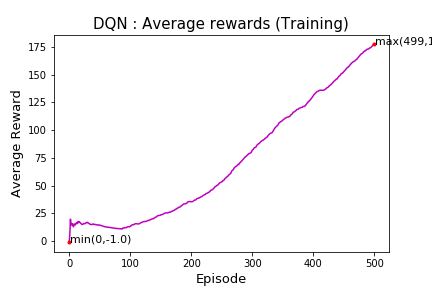 DQN : Average rewards (Training)
max(499,1
175
150
125
100
75
50
25
0
min(0,-1.0)
0
100
200
300
400
500
Episode
Average Reward